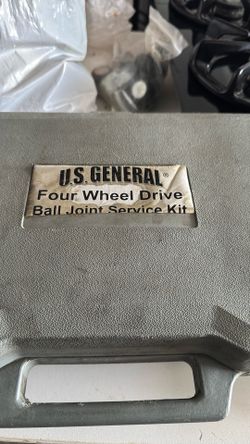 U.S. GENERAL®
Four Wheel Drive
Ball Joint Service Kit